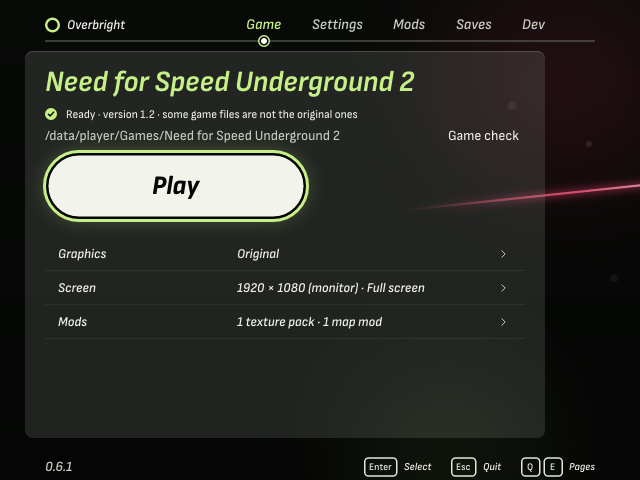 Overbright
Game Settings Mods Saves Dev
Need for Speed Underground 2
Ready · version 1.2 · some game files are not the original ones
/data/player/Games/Need for Speed Underground 2 Game check
Play
Graphics Original
Screen 1920 × 1080 (monitor) · Full screen
Mods 1 texture pack · 1 map mod
0.6.1
Enter Select Esc Quit Q E Pages